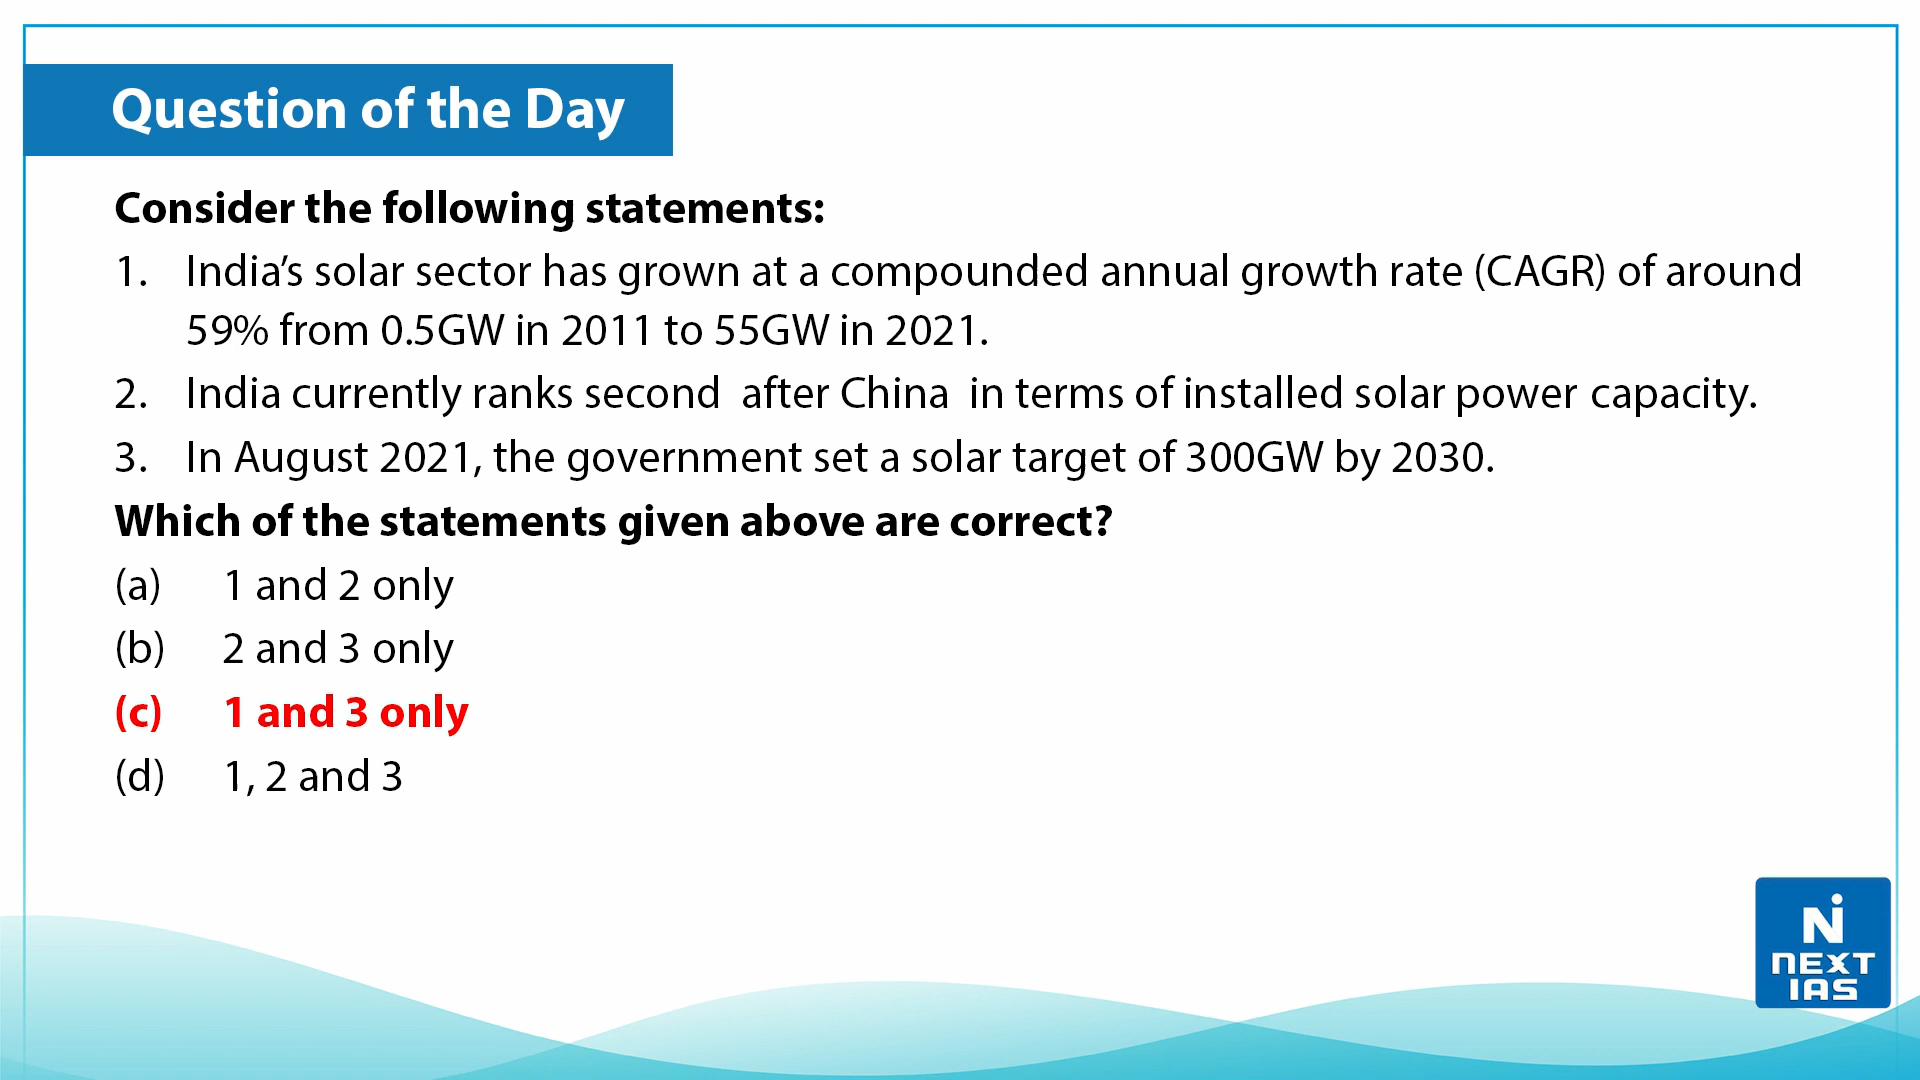 Question of the Day
Consider the following statements:
1. India’s solar sector has grown at a compounded annual growth rate (CAGR) of around
59% from 0.5GW in 2011 to 55GW in 2021.
2. India currently ranks second after China in terms of installed solar power capacity.
3. In August 2021, the government set a solar target of 300GW by 2030.
Which of the statements given above are correct?
(a) 1 and 2 only
(b) 2 and 3 only
(c) 1 and 3 only
(d) 1, 2 and 3
N
NEXT
IAS